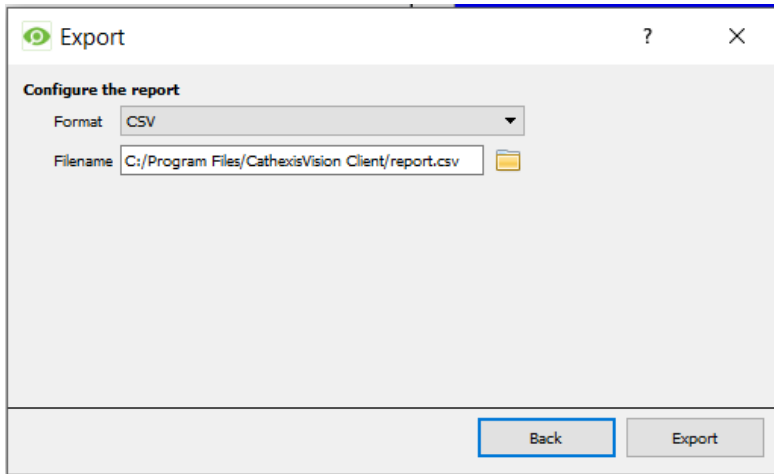 Export ? ×
Configure the report
Format CSV
Filename C:/Program Files/CathexisVision Client/report.csv
Back Export